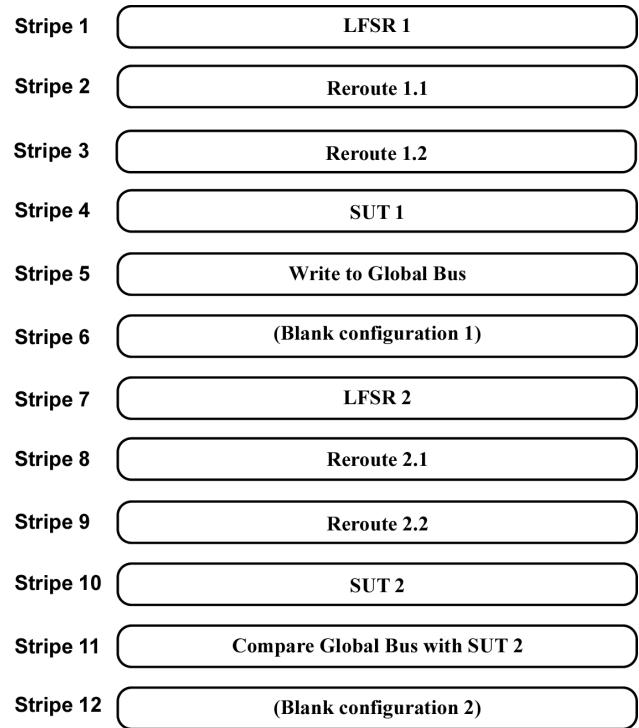 Stripe 1 LFSR 1
Stripe 2 Reroute 1.1
Stripe 3 Reroute 1.2
Stripe 4 SUT 1
Stripe 5 Write to Global Bus
Stripe 6 (Blank configuration 1)
Stripe 7 LFSR 2
Stripe 8 Reroute 2.1
Stripe 9 Reroute 2.2
Stripe 10 SUT 2
Stripe 11 Compare Global Bus with SUT 2
Stripe 12 (Blank configuration 2)